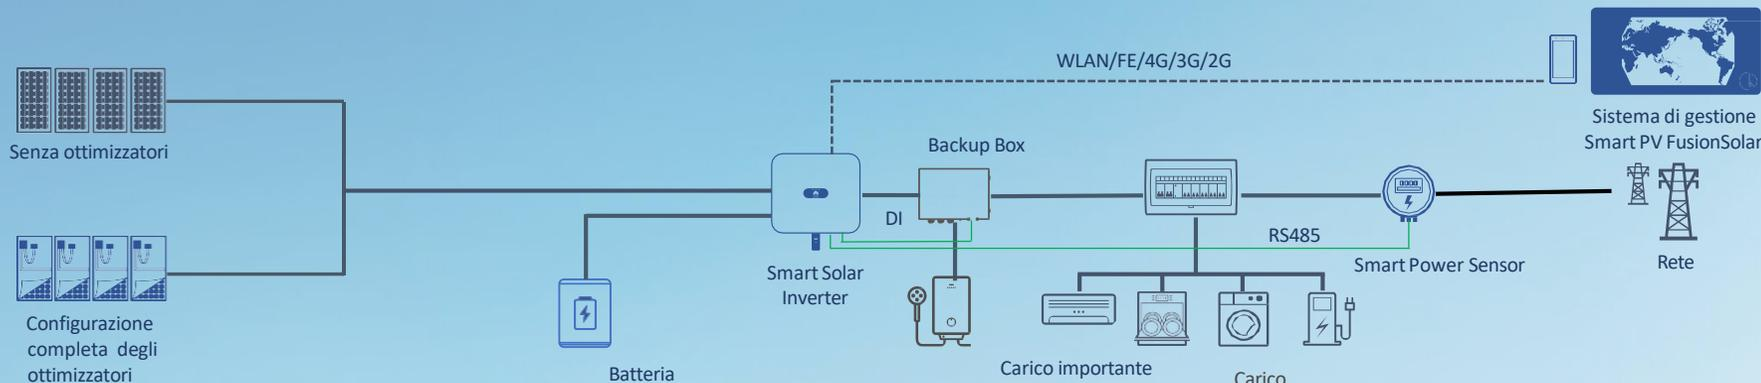 WLAN/FE/4G/3G/2G
Sistema di gestione
Smart PV FusionSolar
Senza ottimizzatori
Backup Box
DI
RS485
Smart Power Sensor
Rete
Smart Solar
Inverter
Configurazione
completa degli
ottimizzatori
Batteria
Carico importante
Carico